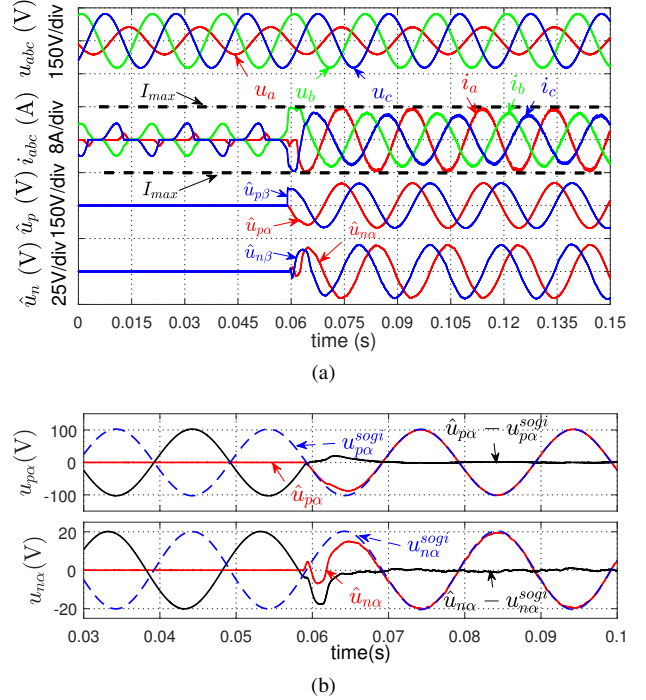 u_abc (V)
150V/div
u_a u_b u_c
I_max
i_a i_b i_c
i_abc (A)
8A/div
I_max
û_p (V)
150V/div
û_pβ
û_pα
û_n (V)
25V/div
û_nβ û_nα
0 0.015 0.03 0.045 0.06 0.075 0.09 0.105 0.12 0.135 0.15
time (s)
(a)
u_pα(V)
100
0
-100
û_pα
u_pα^sogi
û_pα − u_pα^sogi
u_nα(V)
20
0
-20
u_nα^sogi
û_nα
û_nα − u_nα^sogi
0.03 0.04 0.05 0.06 0.07 0.08 0.09 0.1
time(s)
(b)